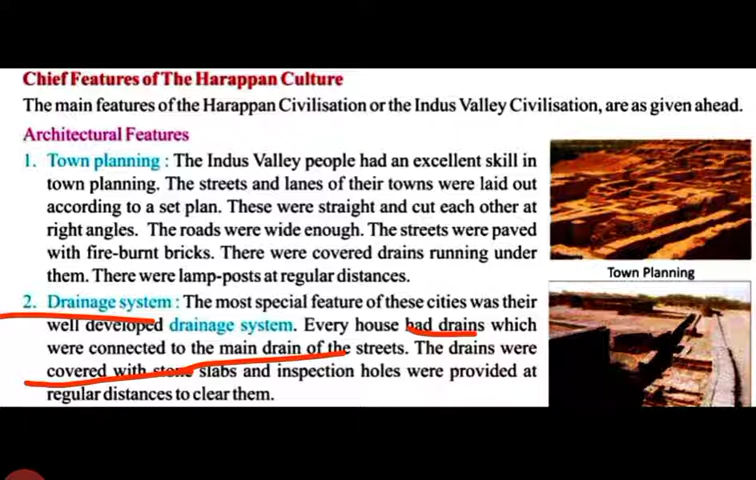 Chief Features of The Harappan Culture
The main features of the Harappan Civilisation or the Indus Valley Civilisation, are as given ahead.
Architectural Features
1. Town planning : The Indus Valley people had an excellent skill in
town planning. The streets and lanes of their towns were laid out
according to a set plan. These were straight and cut each other at
right angles. The roads were wide enough. The streets were paved
with fire-burnt bricks. There were covered drains running under
them. There were lamp-posts at regular distances.
Town Planning
2. Drainage system : The most special feature of these cities was their
well developed drainage system. Every house had drains which
were connected to the main drain of the streets. The drains were
covered with stone slabs and inspection holes were provided at
regular distances to clear them.